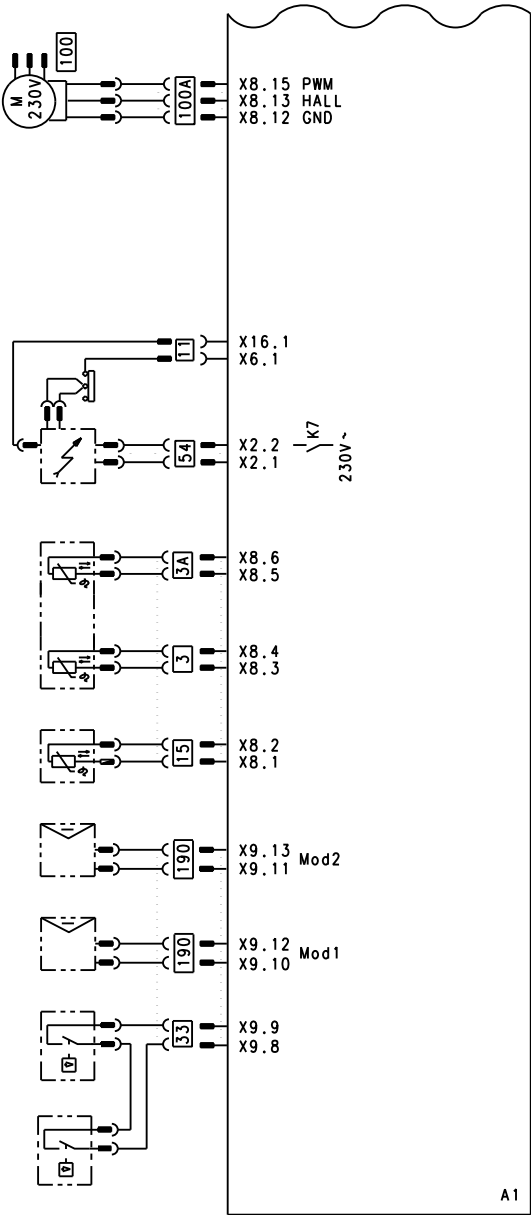 100
M
230V
100A
X8.15 PWM
X8.13 HALL
X8.12 GND
11
X16.1
X6.1
54
X2.2
X2.1
K7
230V~
3A
X8.6
X8.5
3
X8.4
X8.3
15
X8.2
X8.1
190
X9.13
X9.11
Mod2
190
X9.12
X9.10
Mod1
33
X9.9
X9.8
A1